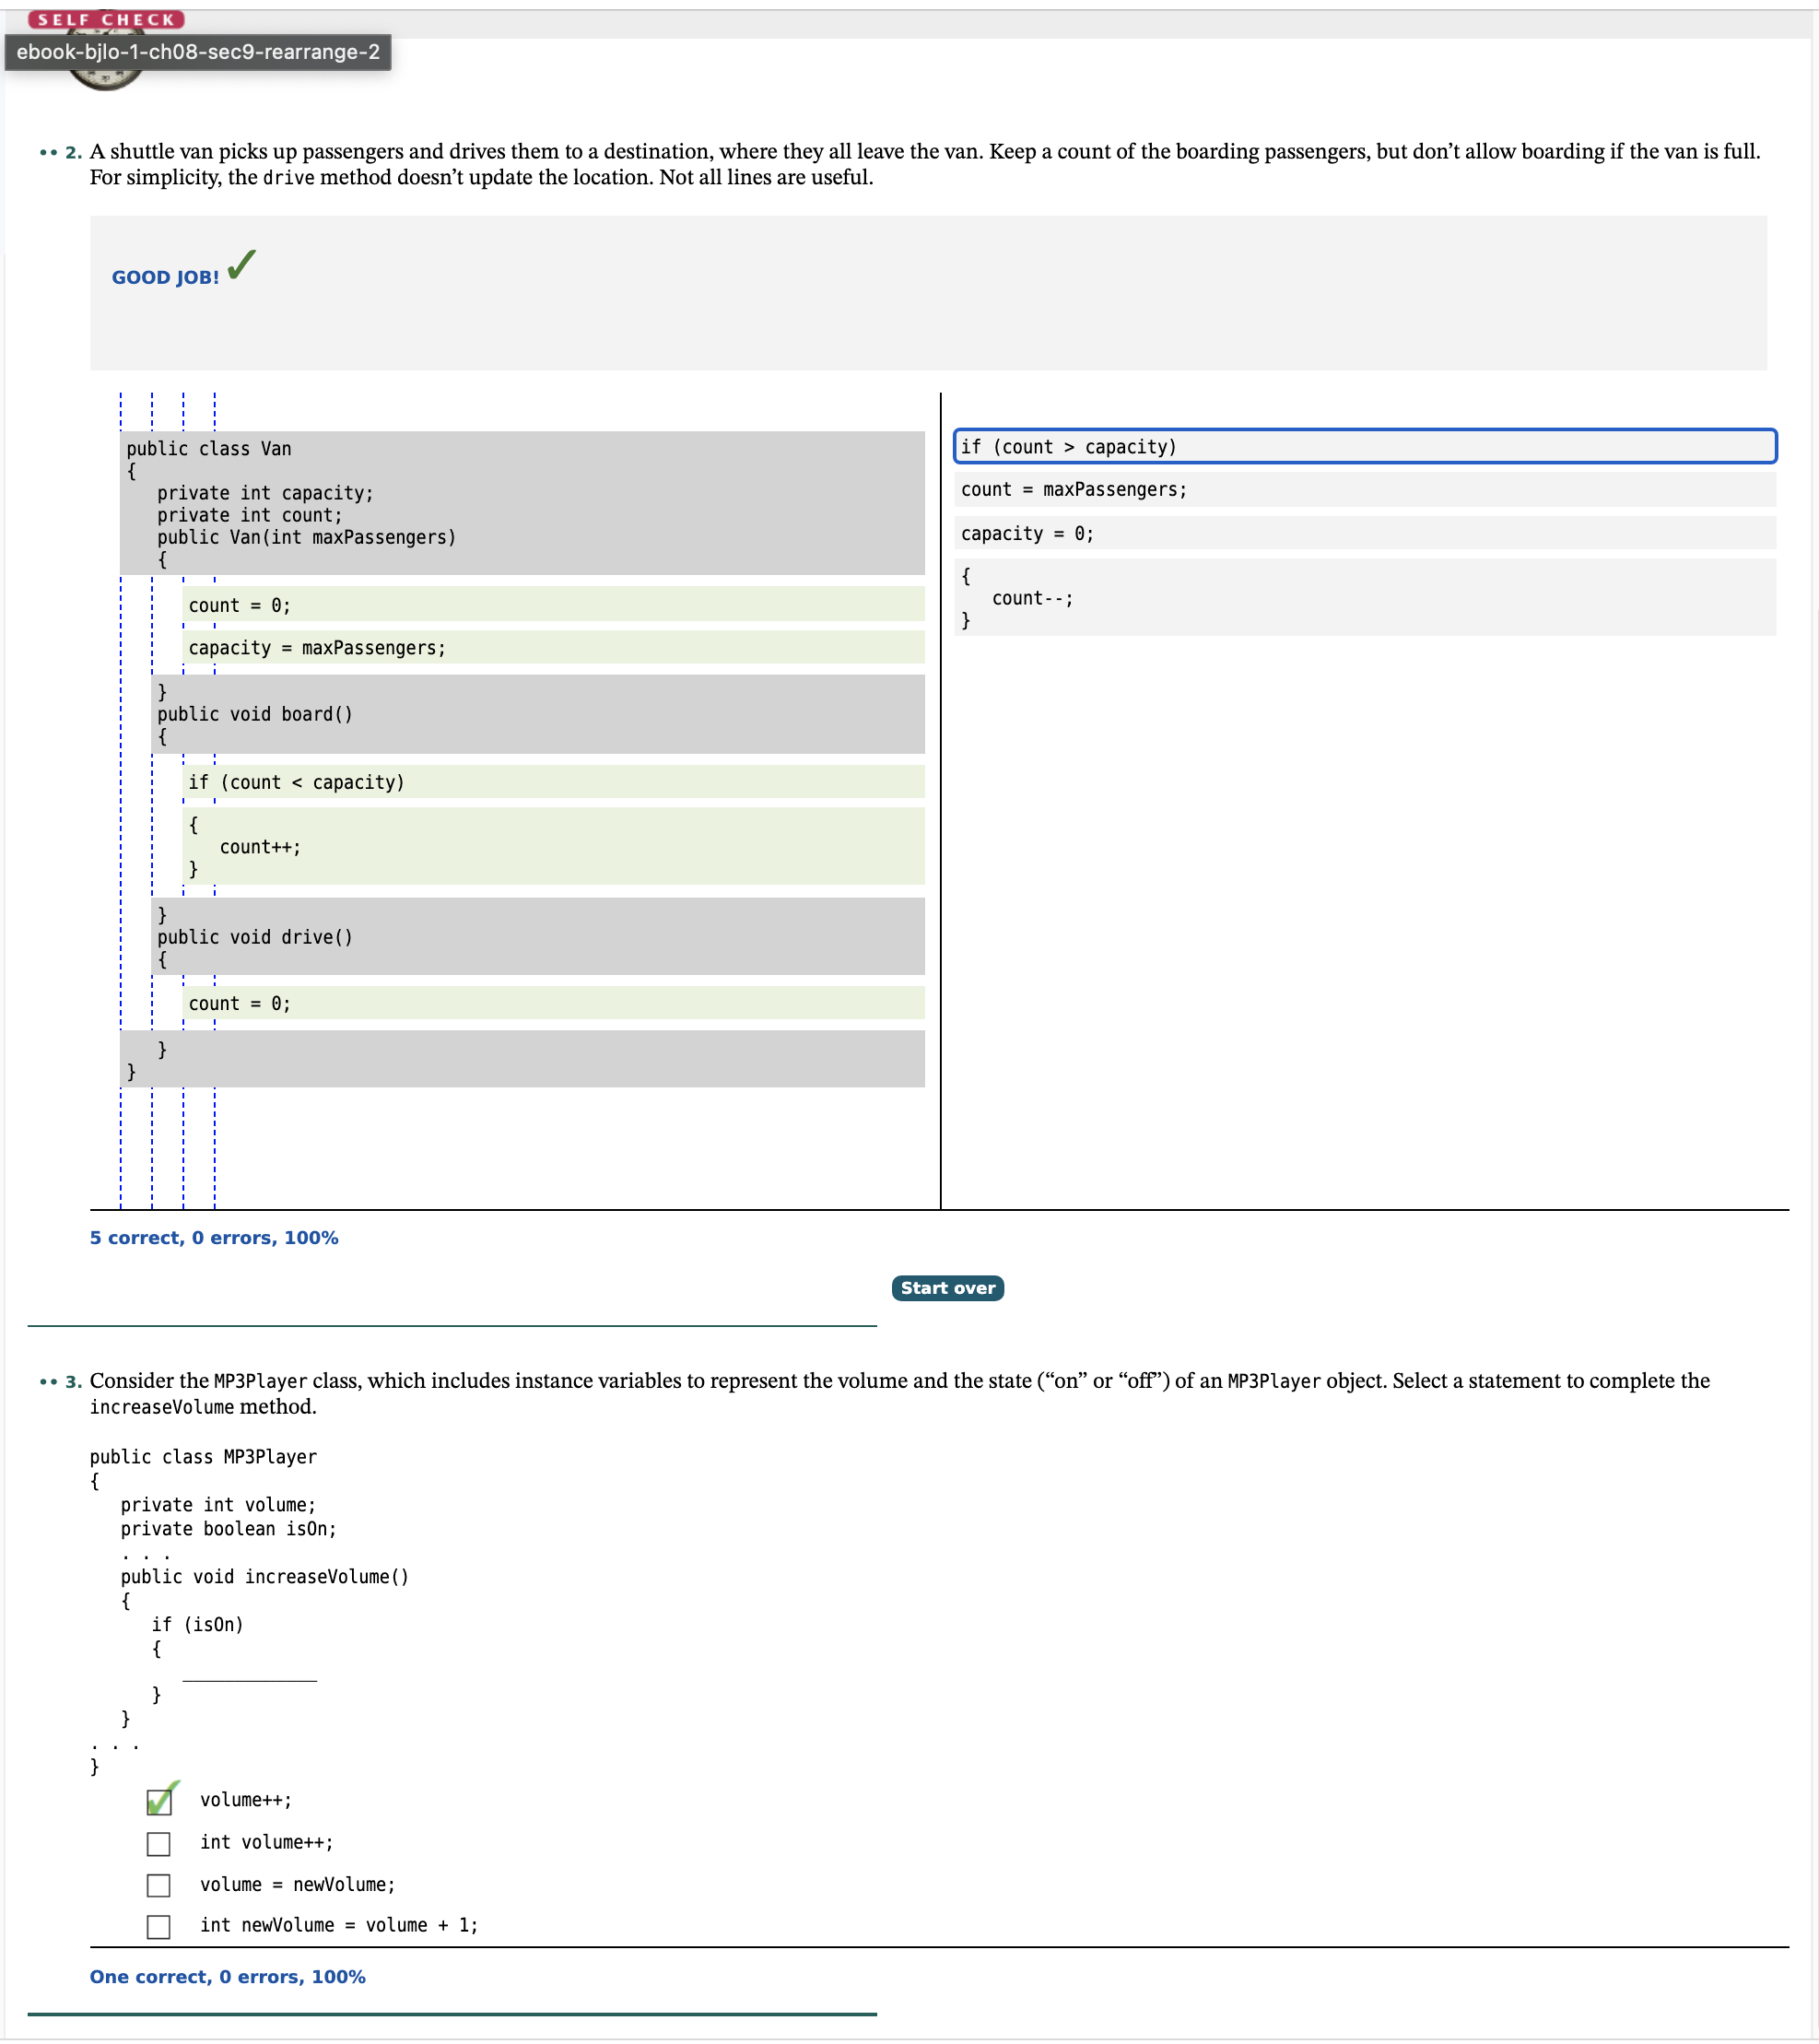 SELF CHECK
ebook-bjlo-1-ch08-sec9-rearrange-2
•• 2. A shuttle van picks up passengers and drives them to a destination, where they all leave the van. Keep a count of the boarding passengers, but don’t allow boarding if the van is full.
For simplicity, the drive method doesn’t update the location. Not all lines are useful.
GOOD JOB!
public class Van
{
private int capacity;
private int count;
public Van(int maxPassengers)
{
count = 0;
capacity = maxPassengers;
}
public void board()
{
if (count < capacity)
{
count++;
}
}
public void drive()
{
count = 0;
}
}
if (count > capacity)
count = maxPassengers;
capacity = 0;
{
count--;
}
5 correct, 0 errors, 100%
Start over
•• 3. Consider the MP3Player class, which includes instance variables to represent the volume and the state (“on” or “off”) of an MP3Player object. Select a statement to complete the
increaseVolume method.
public class MP3Player
{
private int volume;
private boolean isOn;
. . .
public void increaseVolume()
{
if (isOn)
{
_____________
}
}
. . .
}
volume++;
int volume++;
volume = newVolume;
int newVolume = volume + 1;
One correct, 0 errors, 100%